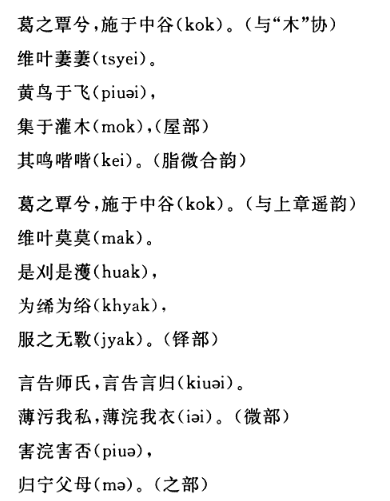 葛之覃兮,施于中谷(kok)。(与“木”协)
维叶萋萋(tsyei)。
黄鸟于飞(piuəi),
集于灌木(mok),(屋部)
其鸣喈喈(kei)。(脂微合韵)
葛之覃兮,施于中谷(kok)。(与上章遥韵)
维叶莫莫(mak)。
是刈是濩(huak),
为𫄨为绤(khyak),
服之无斁(jyak)。(铎部)
言告师氏,言告言归(kiuəi)。
薄污我私,薄浣我衣(iəi)。(微部)
害浣害否(piuə),
归宁父母(mə)。(之部)